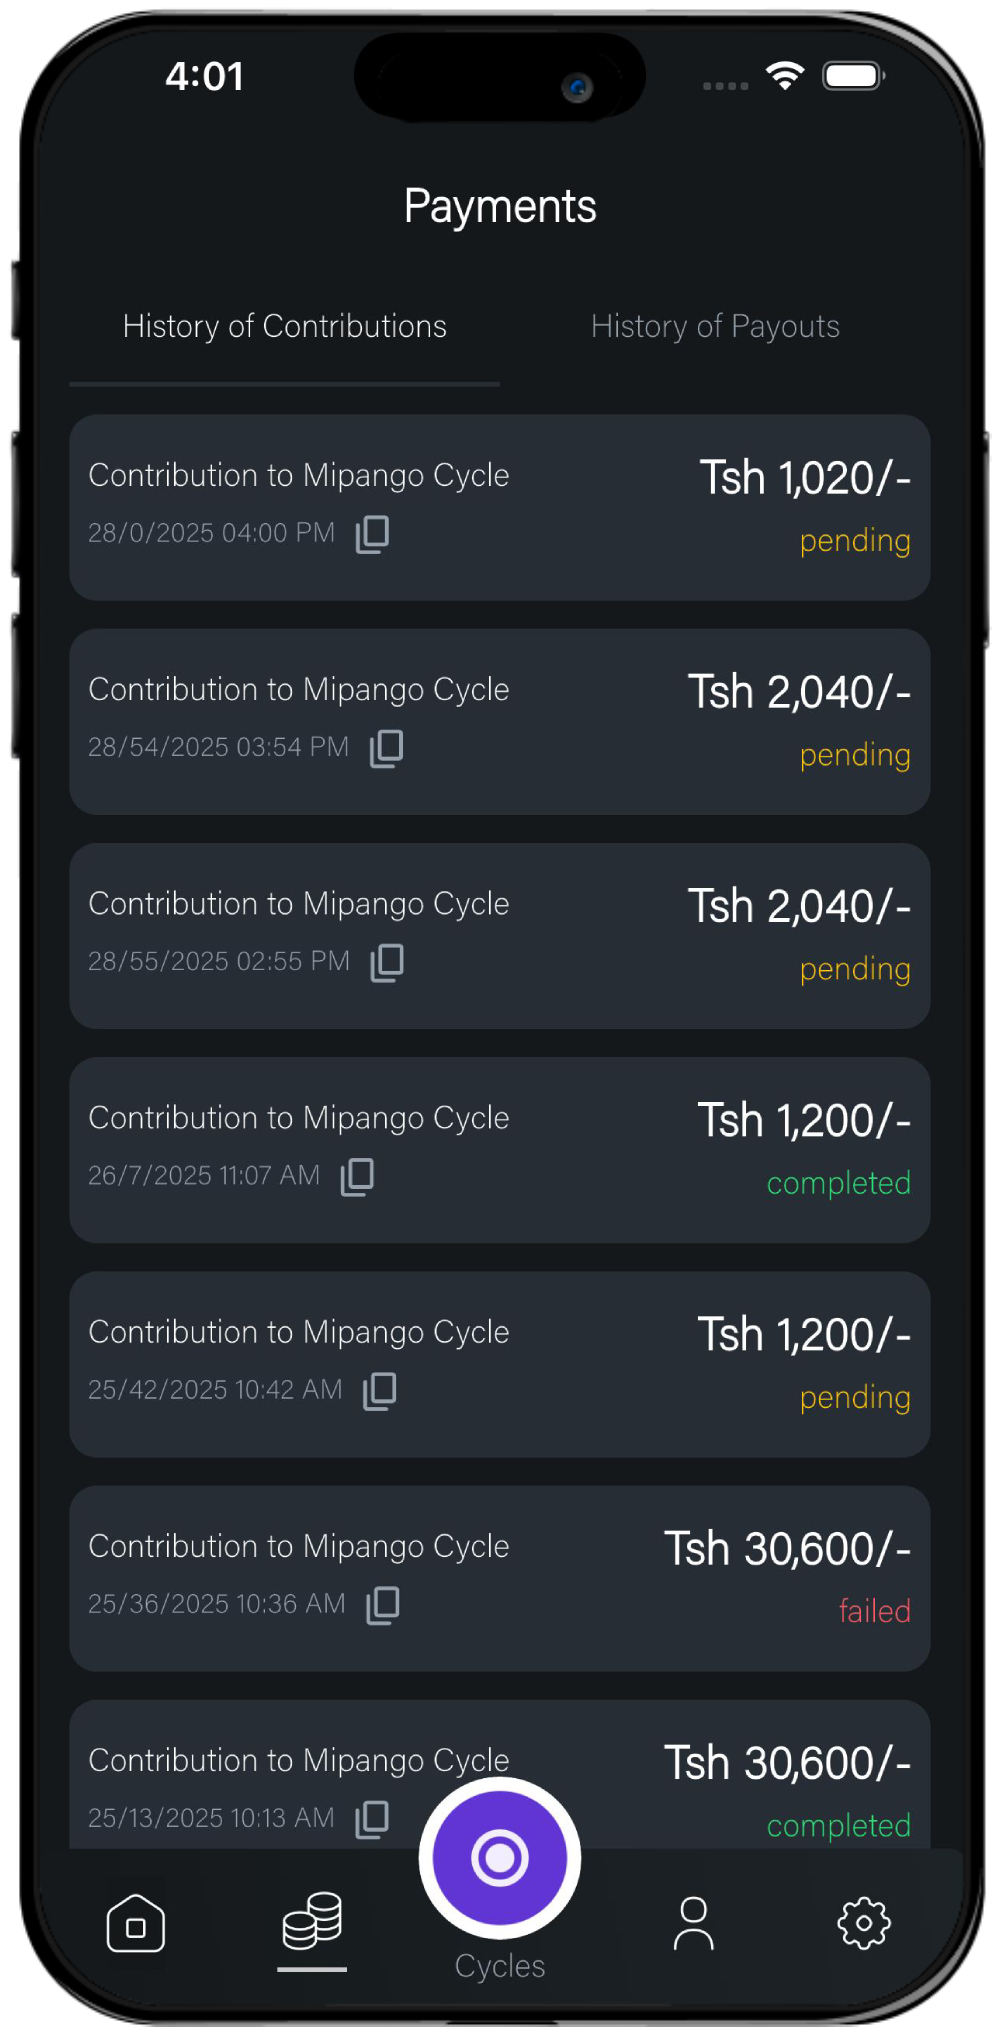 4:01
Payments
History of Contributions
History of Payouts
Contribution to Mipango Cycle
Tsh 1,020/-
28/0/2025 04:00 PM
pending
Contribution to Mipango Cycle
Tsh 2,040/-
28/54/2025 03:54 PM
pending
Contribution to Mipango Cycle
Tsh 2,040/-
28/55/2025 02:55 PM
pending
Contribution to Mipango Cycle
Tsh 1,200/-
26/7/2025 11:07 AM
completed
Contribution to Mipango Cycle
Tsh 1,200/-
25/42/2025 10:42 AM
pending
Contribution to Mipango Cycle
Tsh 30,600/-
25/36/2025 10:36 AM
failed
Contribution to Mipango Cycle
Tsh 30,600/-
25/13/2025 10:13 AM
completed
Cycles